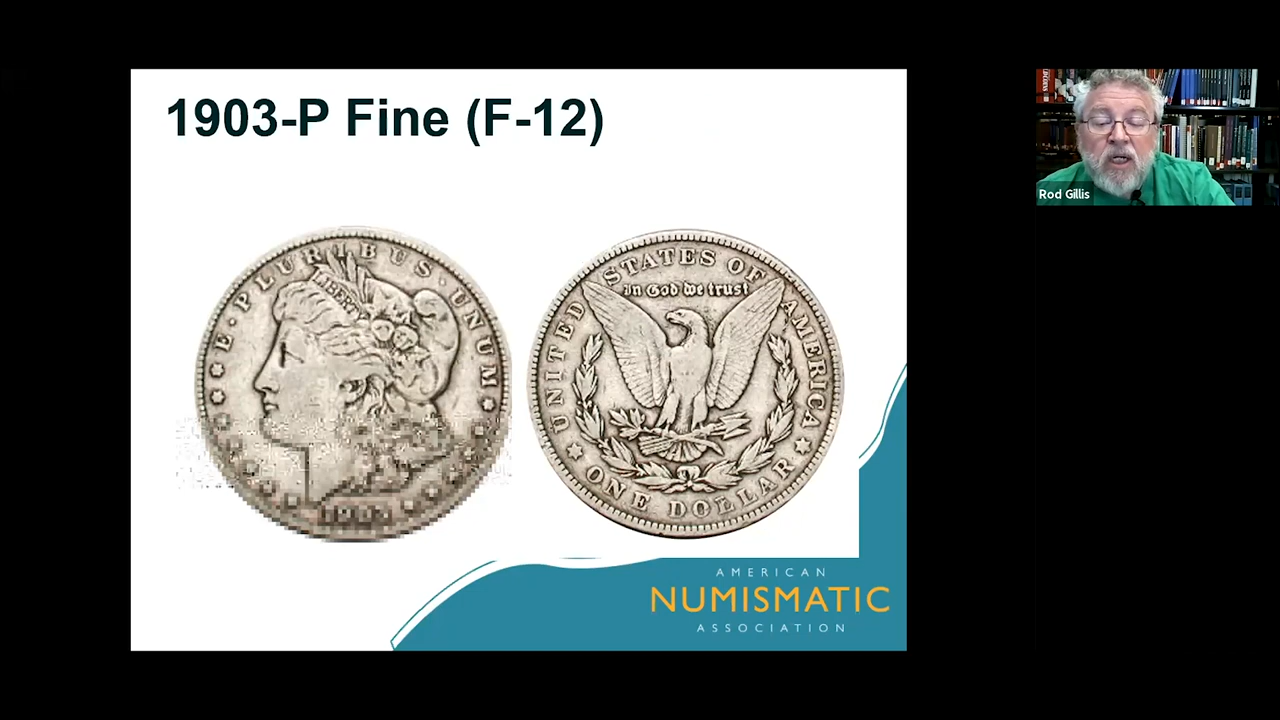 1903-P Fine (F-12)
E · PLURIBUS · UNUM
LIBERTY
UNITED STATES OF AMERICA
In God we trust
ONE DOLLAR
AMERICAN
NUMISMATIC
ASSOCIATION
Rod Gillis